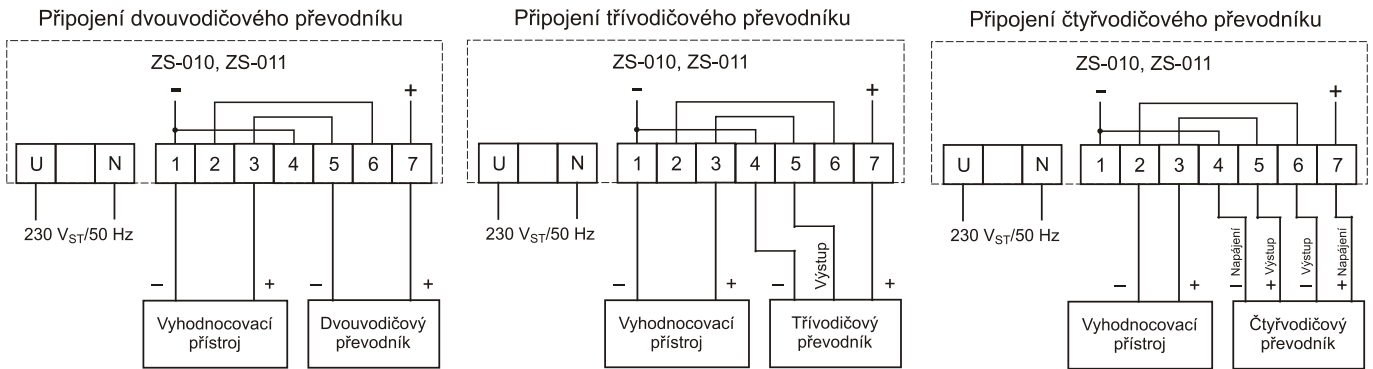 Připojení dvouvodičového převodníku
ZS-010, ZS-011
- +
U N 1 2 3 4 5 6 7
230 VST/50 Hz
– + – +
Vyhodnocovací
přístroj
Dvouvodičový
převodník
Připojení třívodičového převodníku
ZS-010, ZS-011
- +
U N 1 2 3 4 5 6 7
230 VST/50 Hz
Výstup
– + – +
Vyhodnocovací
přístroj
Třívodičový
převodník
Připojení čtyřvodičového převodníku
ZS-010, ZS-011
- +
U N 1 2 3 4 5 6 7
230 VST/50 Hz
– Napájení
+ Výstup
– Výstup
+ Napájení
– +
Vyhodnocovací
přístroj
Čtyřvodičový
převodník